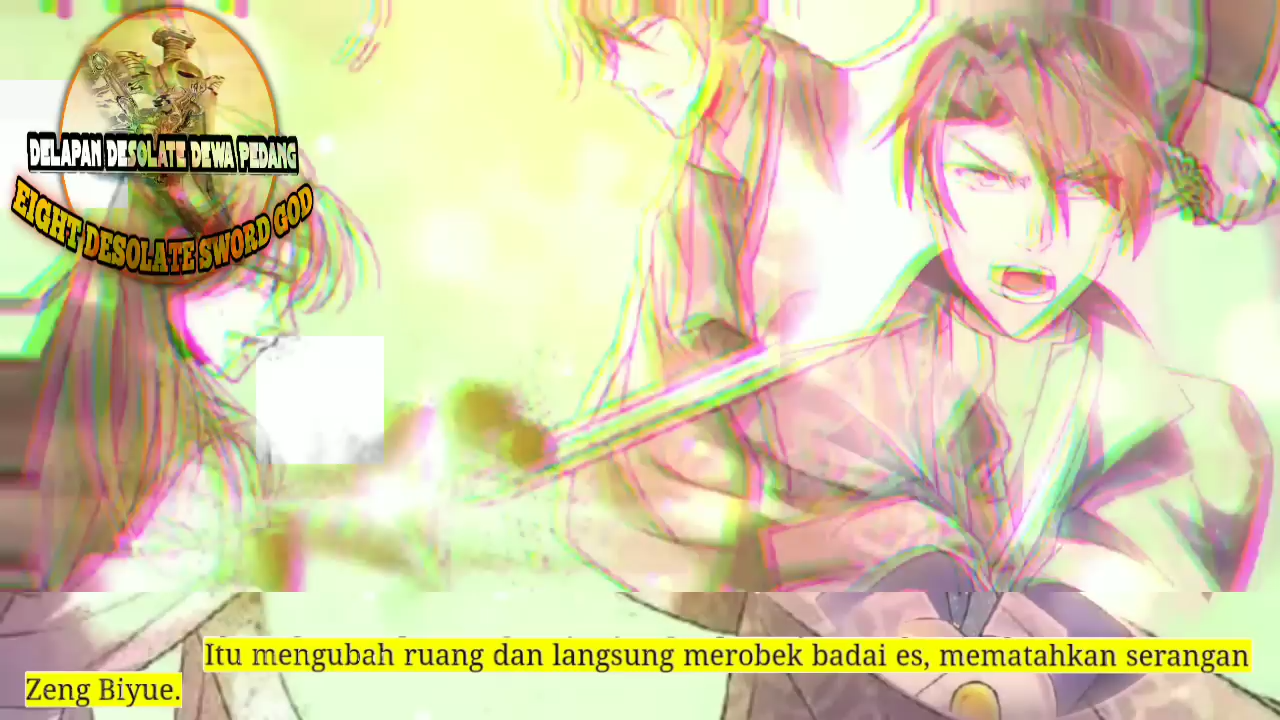 DELAPAN DESOLATE DEWA PEDANG
EIGHT DESOLATE SWORD GOD
Itu mengubah ruang dan langsung merobek badai es, mematahkan serangan
Zeng Biyue.